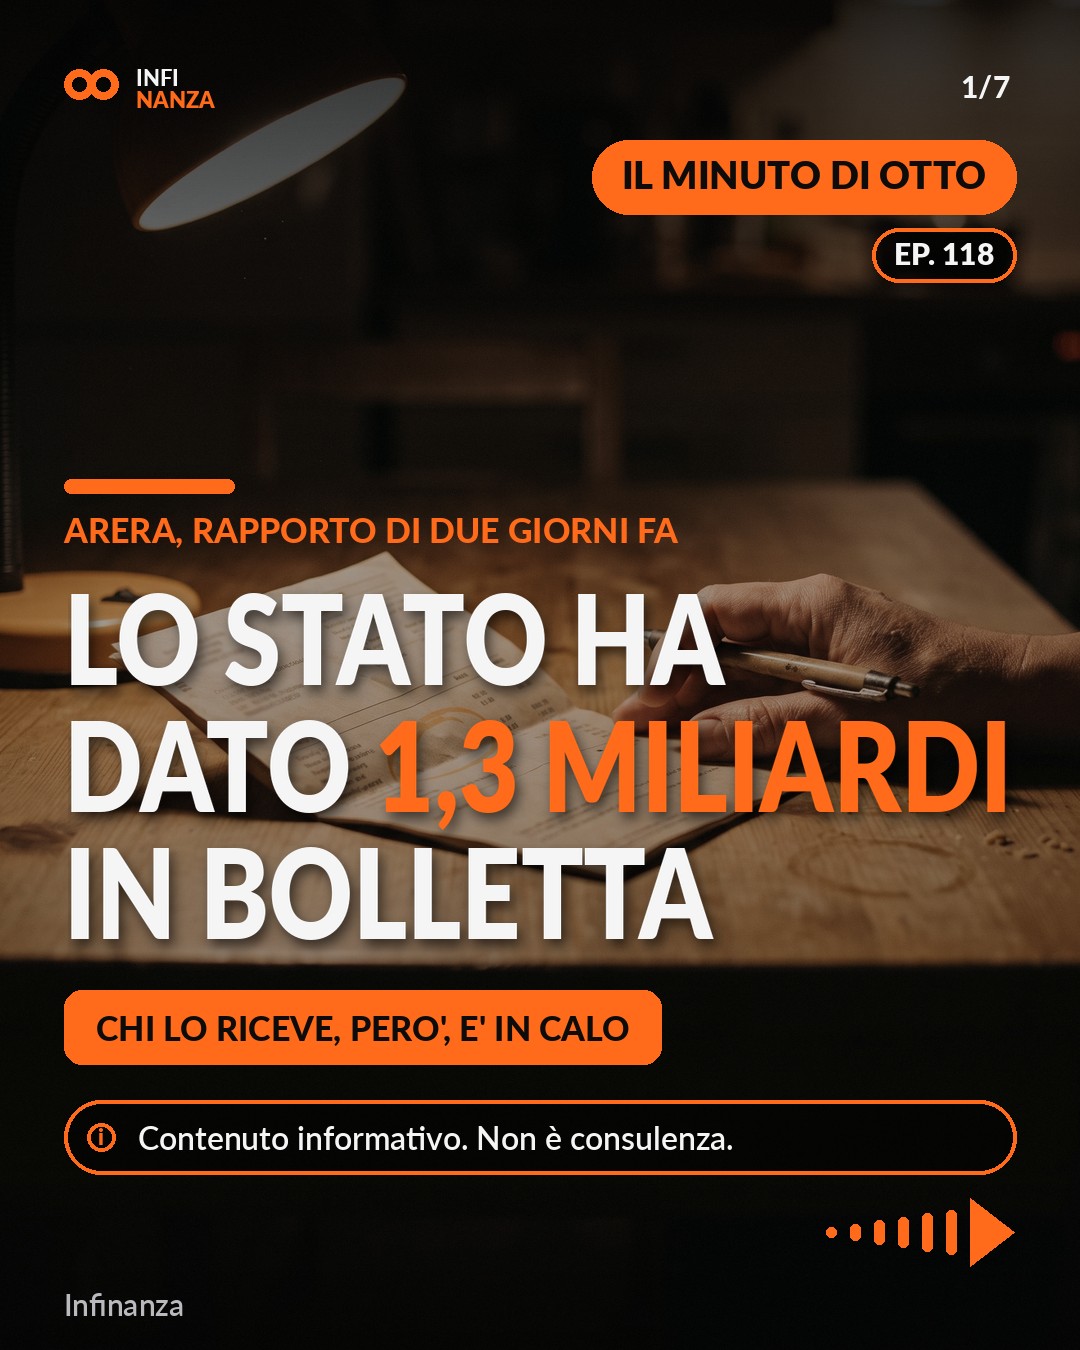 INFI
NANZA
1/7
IL MINUTO DI OTTO
EP. 118
ARERA, RAPPORTO DI DUE GIORNI FA
LO STATO HA
DATO 1,3 MILIARDI
IN BOLLETTA
CHI LO RICEVE, PERO', E' IN CALO
Contenuto informativo. Non è consulenza.
Infinanza